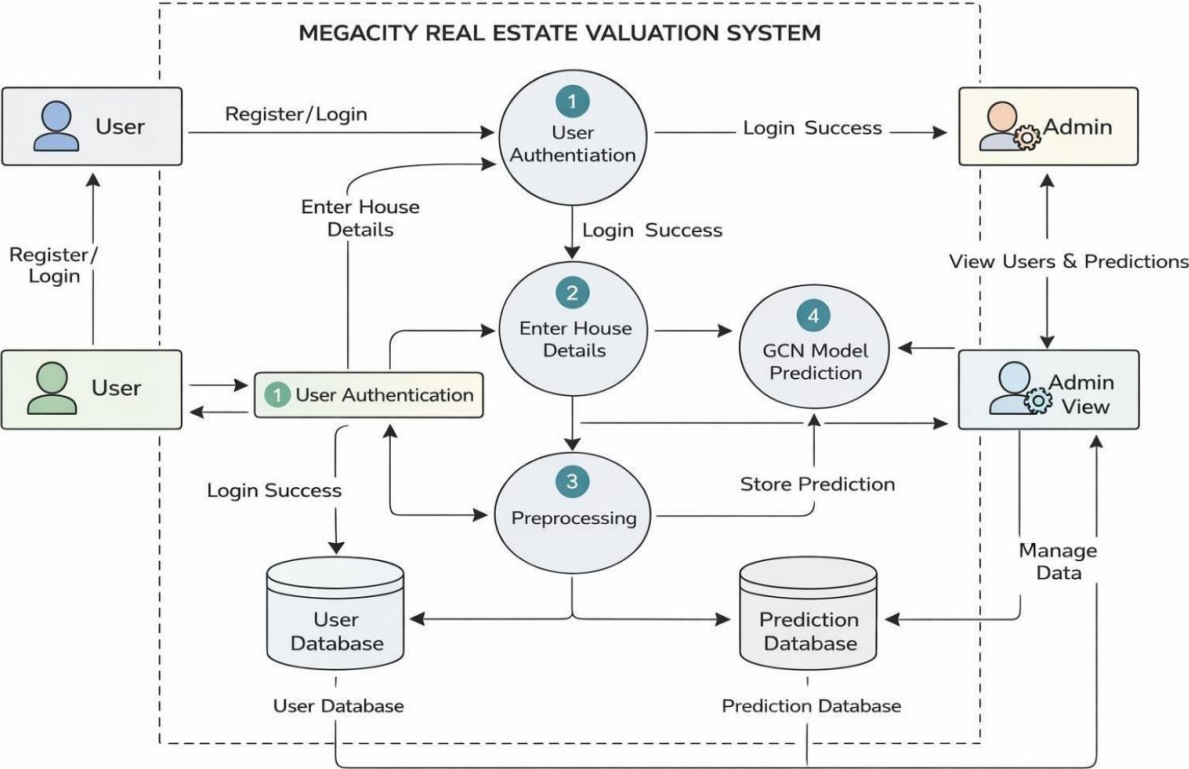 MEGACITY REAL ESTATE VALUATION SYSTEM
User
Register/Login
1
User
Authentiation
Login Success
Admin
Enter House
Details
Login Success
Register/
Login
View Users & Predictions
2
Enter House
Details
4
GCN Model
Prediction
User
1 User Authentication
Admin
View
Login Success
3
Preprocessing
Store Prediction
Manage
Data
User
Database
Prediction
Database
User Database
Prediction Database